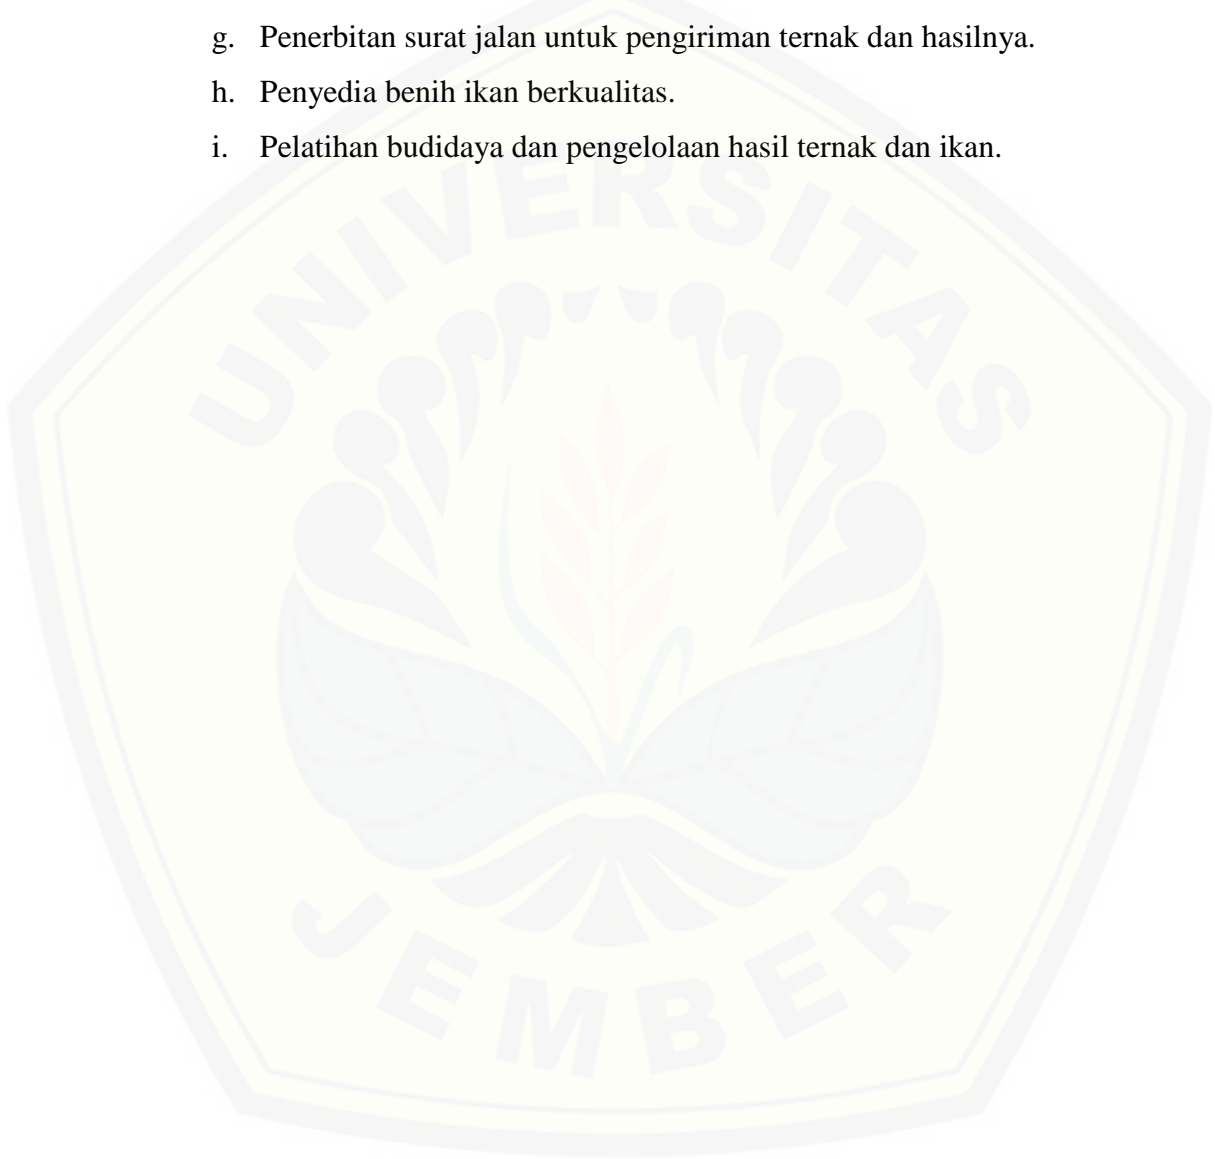 g. Penerbitan surat jalan untuk pengiriman ternak dan hasilnya.
h. Penyedia benih ikan berkualitas.
i. Pelatihan budidaya dan pengelolaan hasil ternak dan ikan.
UNIVERSITAS
JEMBER